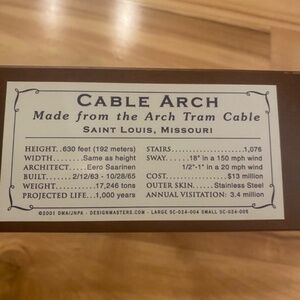 CABLE ARCH
Made from the Arch Tram Cable
SAINT LOUIS, MISSOURI
HEIGHT..630 feet (192 meters)
WIDTH..........Same as height
ARCHITECT.....Eero Saarinen
BUILT........2/12/63 - 10/28/65
WEIGHT...........17,246 tons
PROJECTED LIFE...1,000 years
STAIRS....................1,076
SWAY.....18" in a 150 mph wind
1/2"-1" in a 20 mph wind
COST................$13 million
OUTER SKIN.....Stainless Steel
ANNUAL VISITATION: 3.4 million
©2001 DMA/JNPA - DESIGNMASTERS.COM - LARGE SC-024-004 SMALL SC-024-005